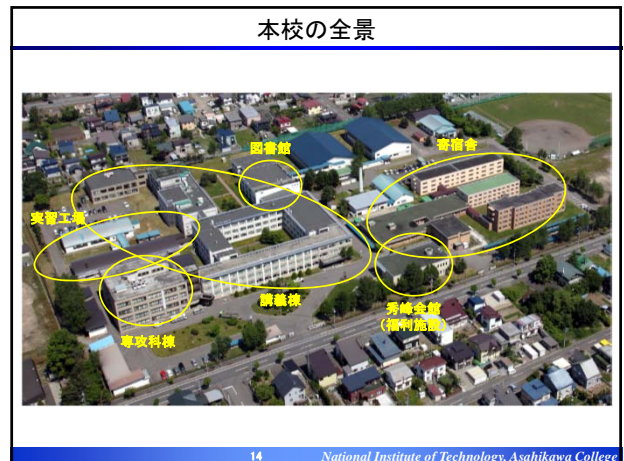 本校の全景
図書館
寄宿舎
実習工場
講義棟
秀峰会館
(福利施設)
専攻科棟
14
National Institute of Technology, Asahikawa College